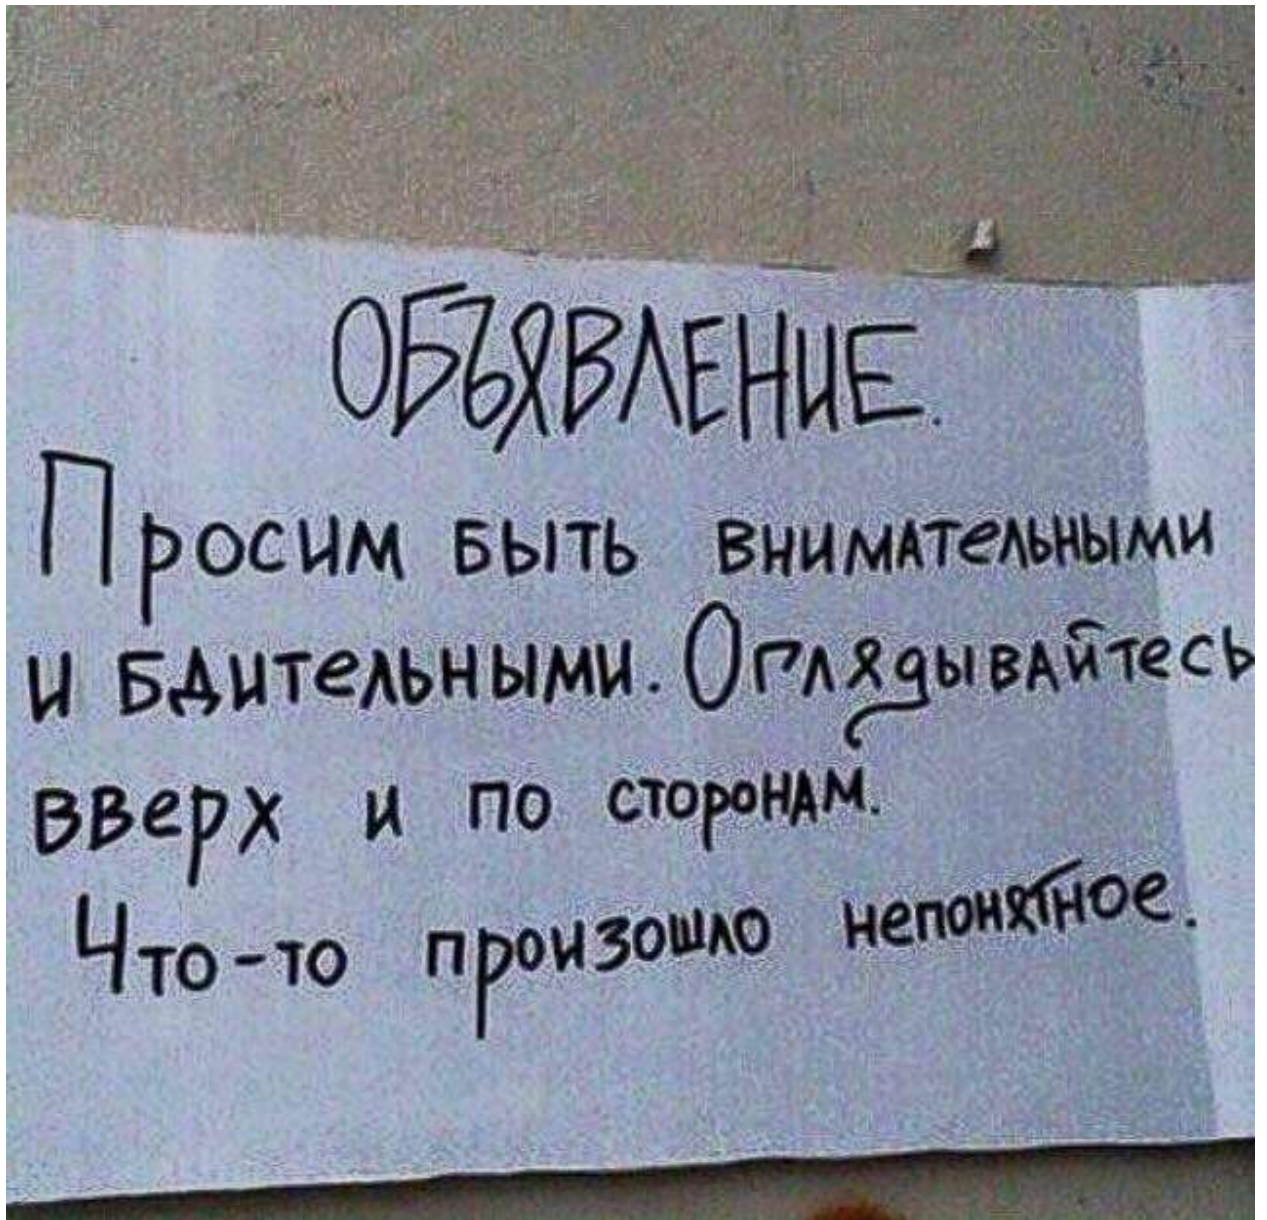 ОБЪЯВЛЕНИЕ.
Просим быть внимательными
и бдительными. Оглядывайтесь
вверх и по сторонам.
Что-то произошло непонятное.